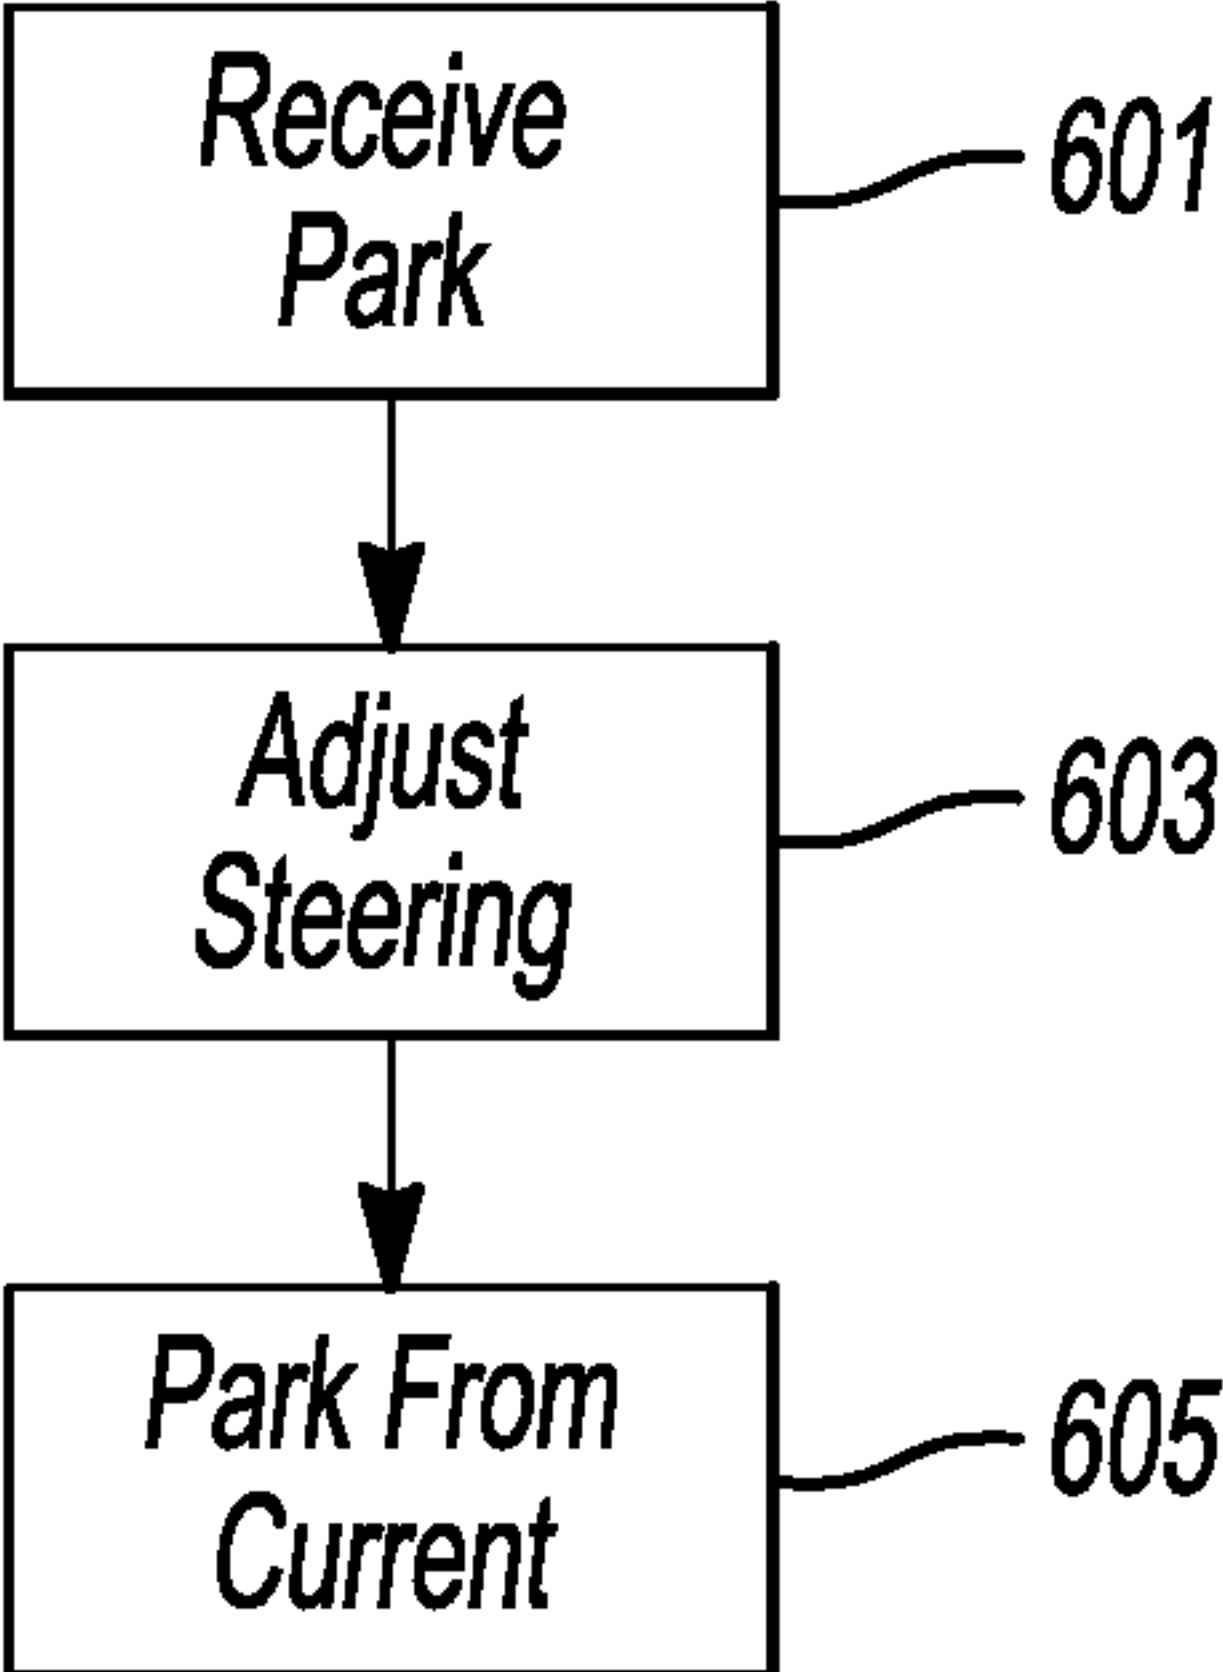 Receive
Park
601
Adjust
Steering
603
Park From
Current
605